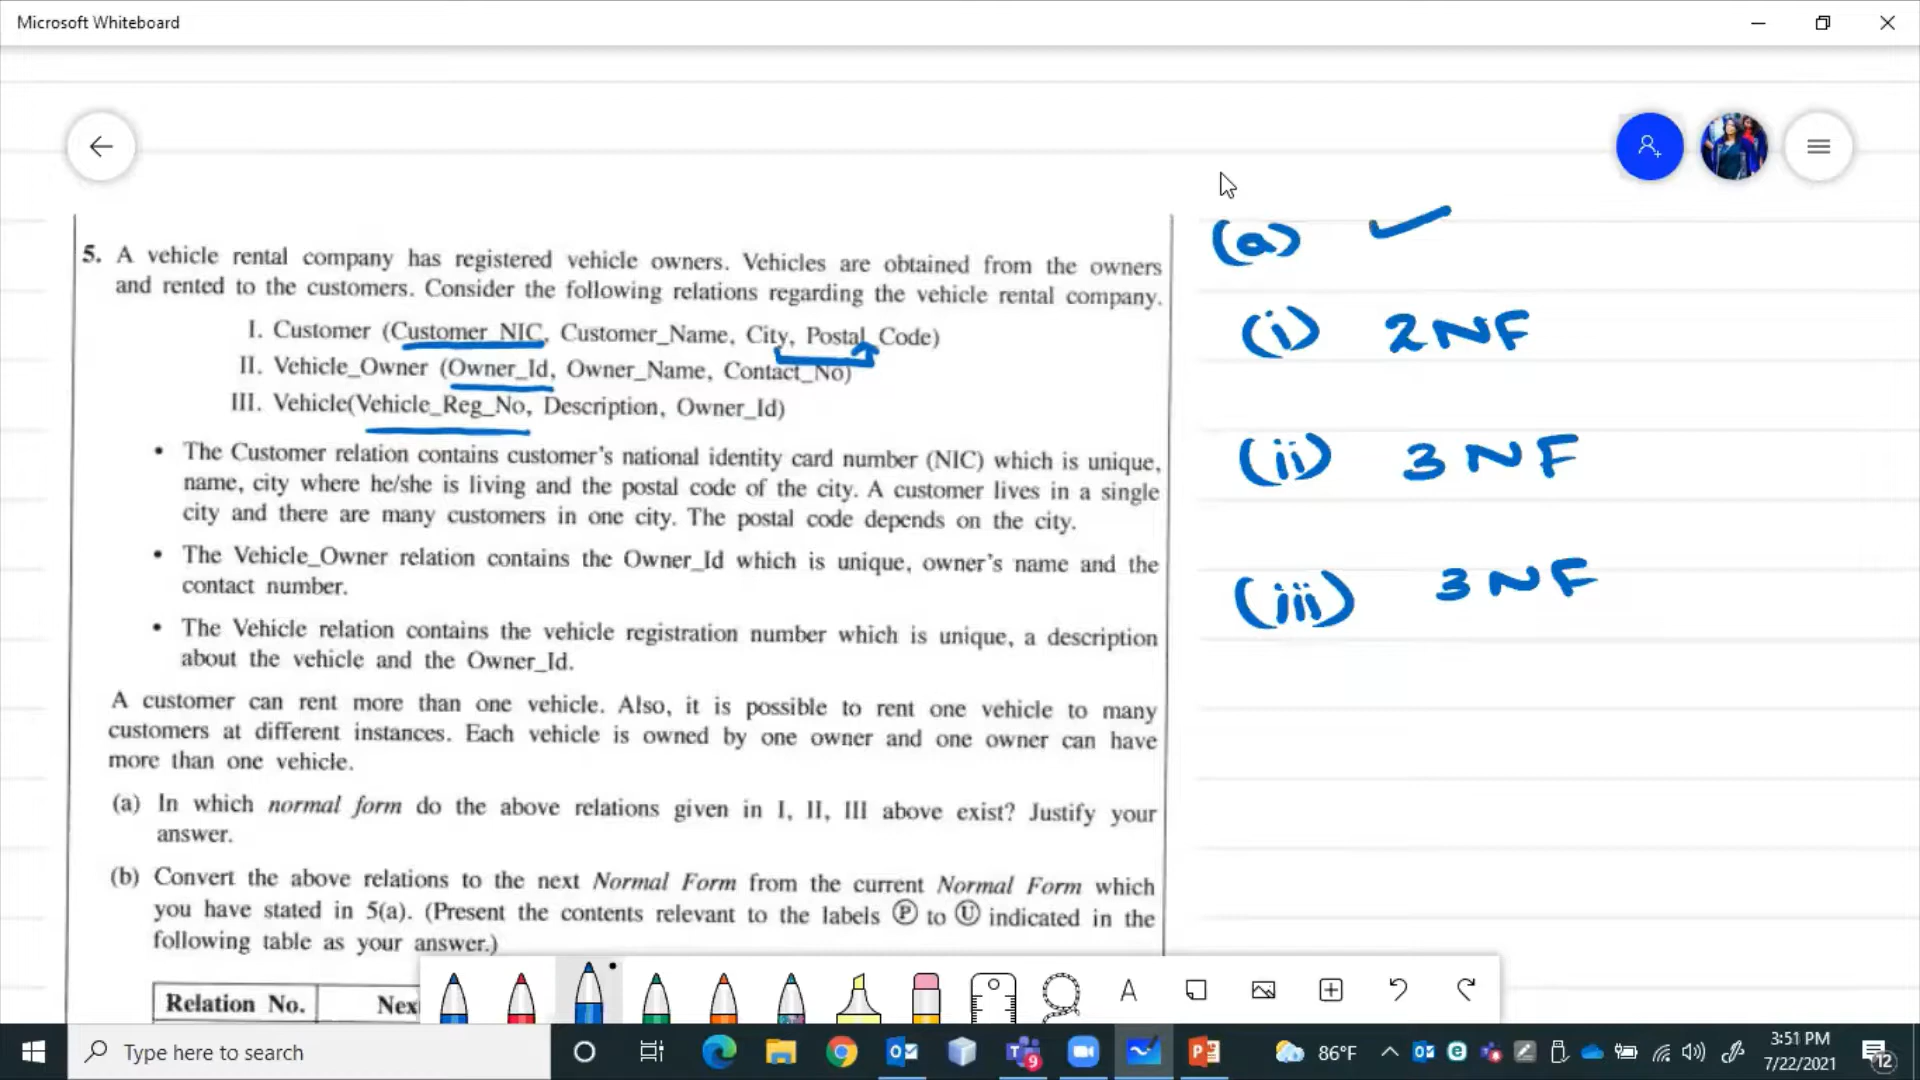 Microsoft Whiteboard
5. A vehicle rental company has registered vehicle owners. Vehicles are obtained from the owners
and rented to the customers. Consider the following relations regarding the vehicle rental company.
I. Customer (Customer_NIC, Customer_Name, City, Postal_Code)
II. Vehicle_Owner (Owner_Id, Owner_Name, Contact_No)
III. Vehicle(Vehicle_Reg_No, Description, Owner_Id)
• The Customer relation contains customer's national identity card number (NIC) which is unique,
name, city where he/she is living and the postal code of the city. A customer lives in a single
city and there are many customers in one city. The postal code depends on the city.
• The Vehicle_Owner relation contains the Owner_Id which is unique, owner's name and the
contact number.
• The Vehicle relation contains the vehicle registration number which is unique, a description
about the vehicle and the Owner_Id.
A customer can rent more than one vehicle. Also, it is possible to rent one vehicle to many
customers at different instances. Each vehicle is owned by one owner and one owner can have
more than one vehicle.
(a) In which normal form do the above relations given in I, II, III above exist? Justify your
answer.
(b) Convert the above relations to the next Normal Form from the current Normal Form which
you have stated in 5(a). (Present the contents relevant to the labels Ⓟ to Ⓤ indicated in the
following table as your answer.)
Relation No. Nex
(a)
(i) 2NF
(ii) 3NF
(iii) 3NF
A
Type here to search
9
86°F
3:51 PM
7/22/2021
12